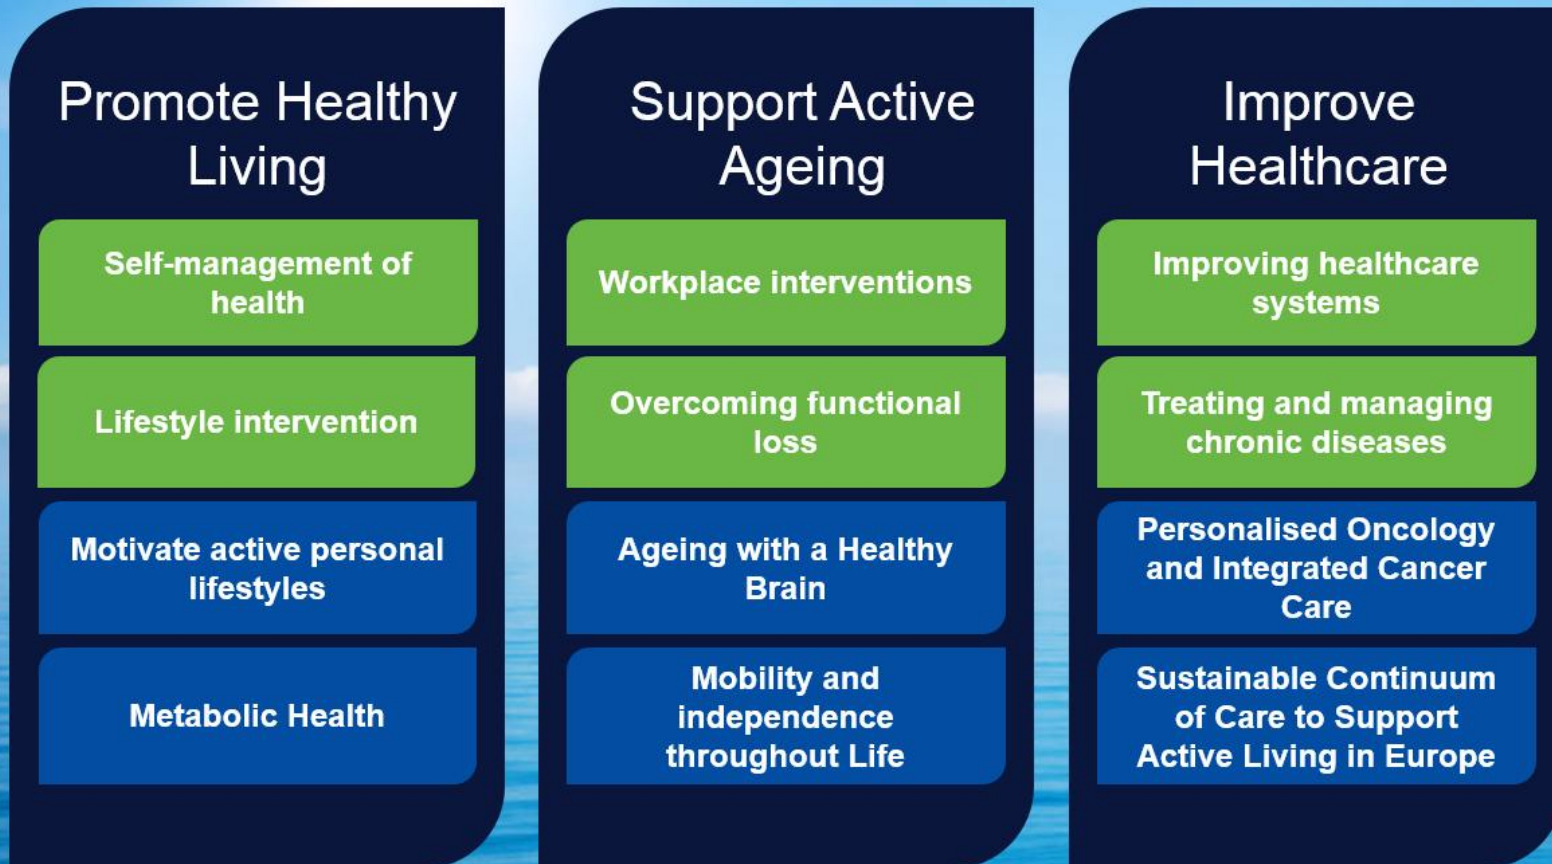 Promote Healthy
Living
Self-management of
health
Lifestyle intervention
Motivate active personal
lifestyles
Metabolic Health
Support Active
Ageing
Workplace interventions
Overcoming functional
loss
Ageing with a Healthy
Brain
Mobility and
independence
throughout Life
Improve
Healthcare
Improving healthcare
systems
Treating and managing
chronic diseases
Personalised Oncology
and Integrated Cancer
Care
Sustainable Continuum
of Care to Support
Active Living in Europe